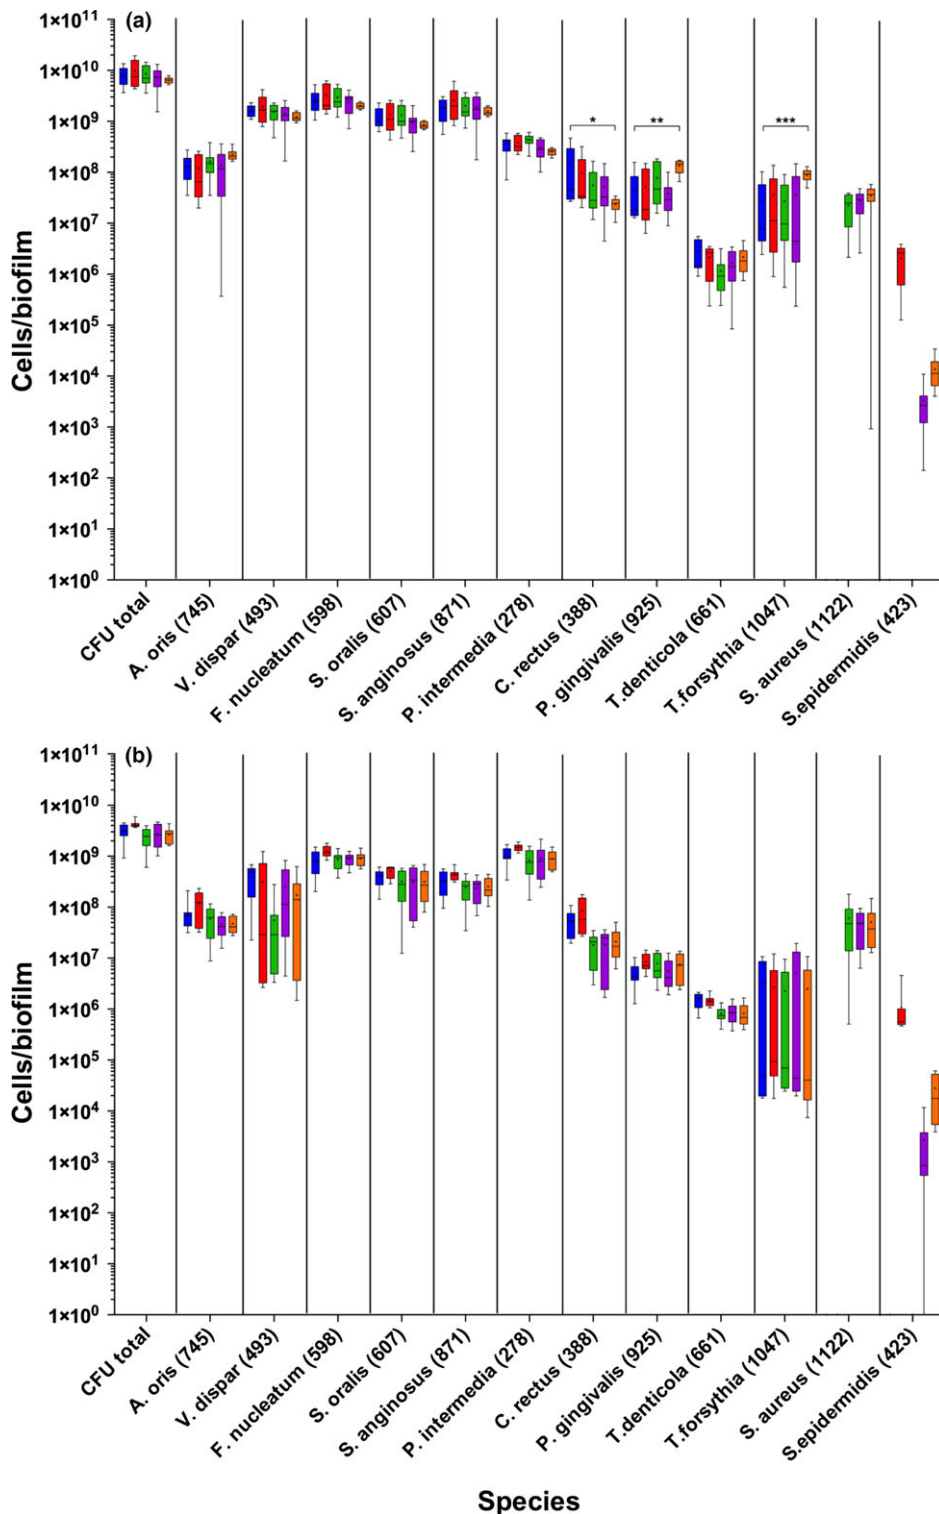 (a)
Cells/biofilm
1×10¹¹
1×10¹⁰
1×10⁹
1×10⁸
1×10⁷
1×10⁶
1×10⁵
1×10⁴
1×10³
1×10²
1×10¹
1×10⁰
* ** ***
CFU total
A. oris (745)
V. dispar (493)
F. nucleatum (598)
S. oralis (607)
S. anginosus (871)
P. intermedia (278)
C. rectus (388)
P. gingivalis (925)
T.denticola (661)
T.forsythia (1047)
S. aureus (1122)
S.epidermidis (423)
(b)
Cells/biofilm
1×10¹¹
1×10¹⁰
1×10⁹
1×10⁸
1×10⁷
1×10⁶
1×10⁵
1×10⁴
1×10³
1×10²
1×10¹
1×10⁰
CFU total
A. oris (745)
V. dispar (493)
F. nucleatum (598)
S. oralis (607)
S. anginosus (871)
P. intermedia (278)
C. rectus (388)
P. gingivalis (925)
T.denticola (661)
T.forsythia (1047)
S. aureus (1122)
S.epidermidis (423)
Species